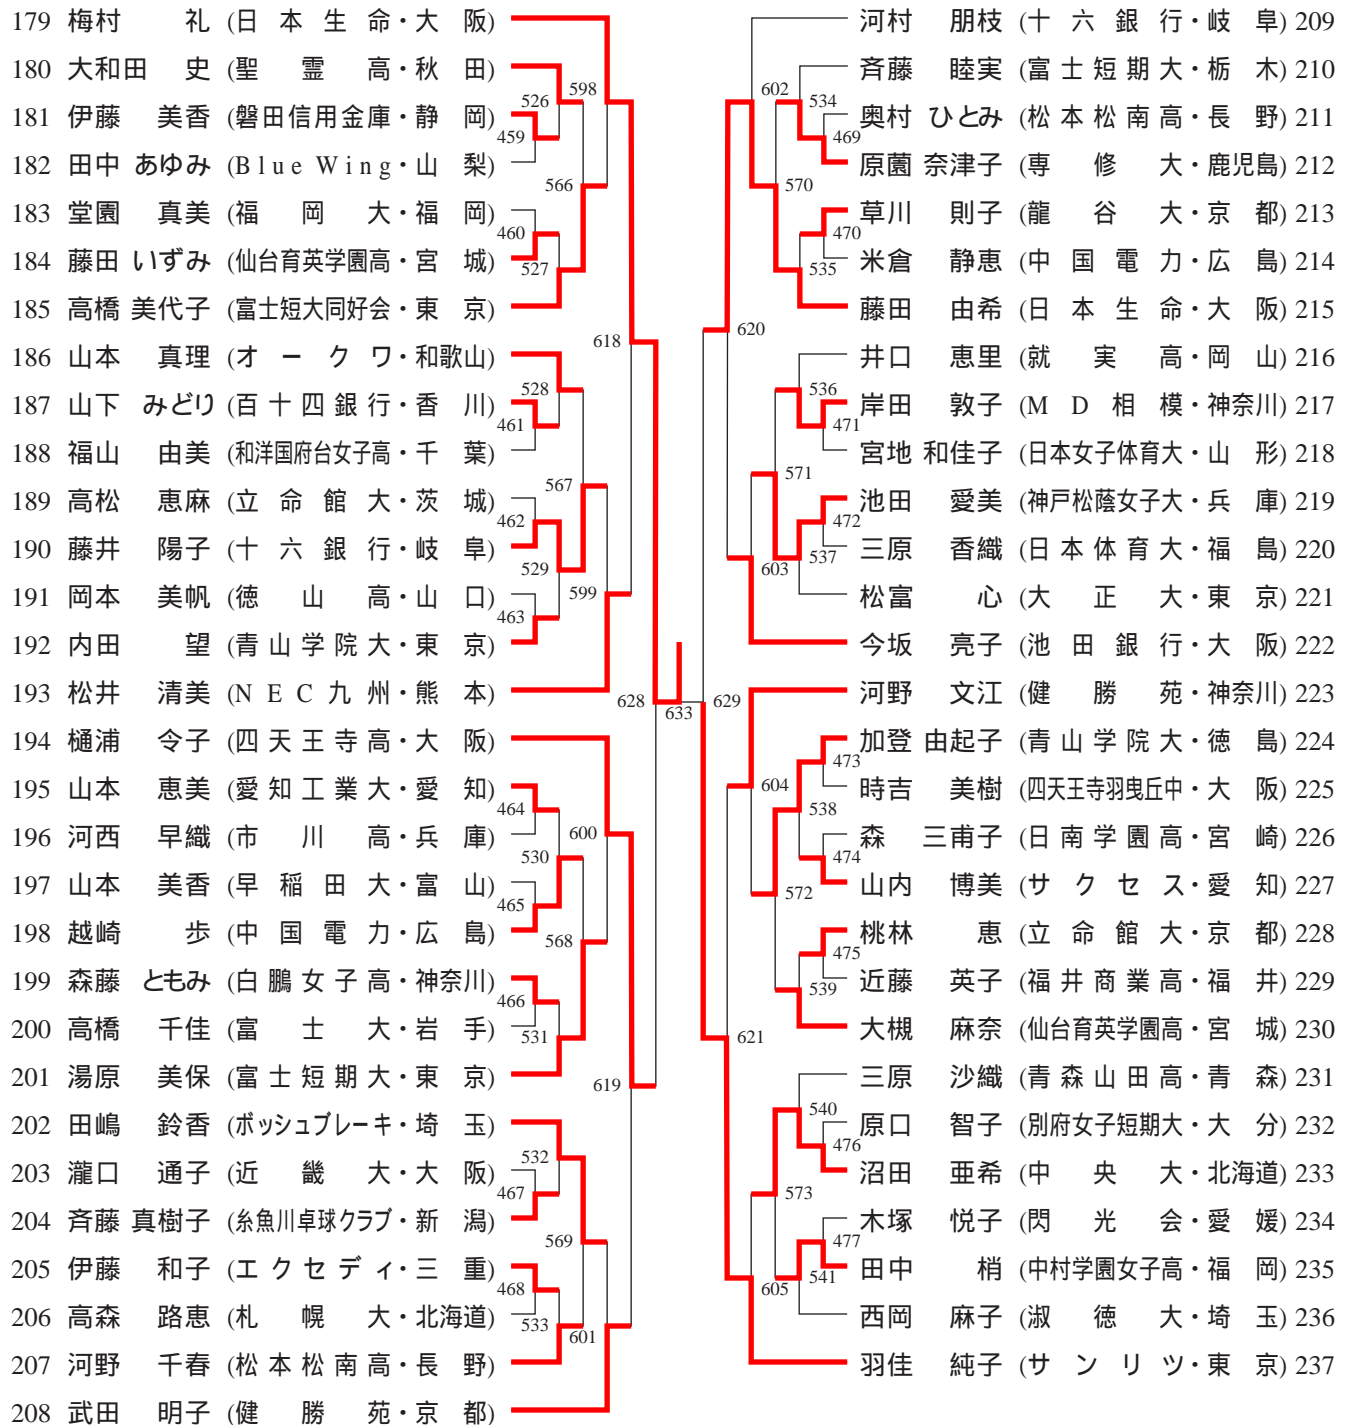 179 梅村 礼 (日本生命・大阪)
180 大和田 史 (聖霊高・秋田)
181 伊藤 美香 (磐田信用金庫・静岡)
182 田中 あゆみ (Blue Wing・山梨)
183 堂園 真美 (福岡大・福岡)
184 藤田 いずみ (仙台育英学園高・宮城)
185 高橋 美代子 (富士短大同好会・東京)
186 山本 真理 (オークワ・和歌山)
187 山下 みどり (百十四銀行・香川)
188 福山 由美 (和洋国府台女子高・千葉)
189 高松 恵麻 (立命館大・茨城)
190 藤井 陽子 (十六銀行・岐阜)
191 岡本 美帆 (徳山高・山口)
192 内田 望 (青山学院大・東京)
193 松井 清美 (NEC九州・熊本)
194 樋浦 令子 (四天王寺高・大阪)
195 山本 恵美 (愛知工業大・愛知)
196 河西 早織 (市川高・兵庫)
197 山本 美香 (早稲田大・富山)
198 越崎 歩 (中国電力・広島)
199 森藤 ともみ (白鵬女子高・神奈川)
200 高橋 千佳 (富士大・岩手)
201 湯原 美保 (富士短期大・東京)
202 田嶋 鈴香 (ボッシュブレーキ・埼玉)
203 瀧口 通子 (近畿大・大阪)
204 斉藤 真樹子 (糸魚川卓球クラブ・新潟)
205 伊藤 和子 (エクセディ・三重)
206 高森 路恵 (札幌大・北海道)
207 河野 千春 (松本松南高・長野)
208 武田 明子 (健勝苑・京都)
526
598
459
566
460
527
618
528
461
567
462
529
599
463
628
633
464
600
530
465
568
466
531
619
532
467
569
468
533
601
602
534
469
570
470
535
620
536
471
571
472
603
537
629
473
604
538
474
572
475
539
621
540
476
573
477
605
541
河村 朋枝 (十六銀行・岐阜) 209
斉藤 睦実 (富士短期大・栃木) 210
奥村 ひとみ (松本松南高・長野) 211
原薗 奈津子 (専修大・鹿児島) 212
草川 則子 (龍谷大・京都) 213
米倉 静恵 (中国電力・広島) 214
藤田 由希 (日本生命・大阪) 215
井口 恵里 (就実高・岡山) 216
岸田 敦子 (MD相模・神奈川) 217
宮地 和佳子 (日本女子体育大・山形) 218
池田 愛美 (神戸松蔭女子大・兵庫) 219
三原 香織 (日本体育大・福島) 220
松富 心 (大正大・東京) 221
今坂 亮子 (池田銀行・大阪) 222
河野 文江 (健勝苑・神奈川) 223
加登 由起子 (青山学院大・徳島) 224
時吉 美樹 (四天王寺羽曳丘中・大阪) 225
森 三甫子 (日南学園高・宮崎) 226
山内 博美 (サクセス・愛知) 227
桃林 恵 (立命館大・京都) 228
近藤 英子 (福井商業高・福井) 229
大槻 麻奈 (仙台育英学園高・宮城) 230
三原 沙織 (青森山田高・青森) 231
原口 智子 (別府女子短期大・大分) 232
沼田 亜希 (中央大・北海道) 233
木塚 悦子 (閃光会・愛媛) 234
田中 梢 (中村学園女子高・福岡) 235
西岡 麻子 (淑徳大・埼玉) 236
羽佳 純子 (サンリツ・東京) 237